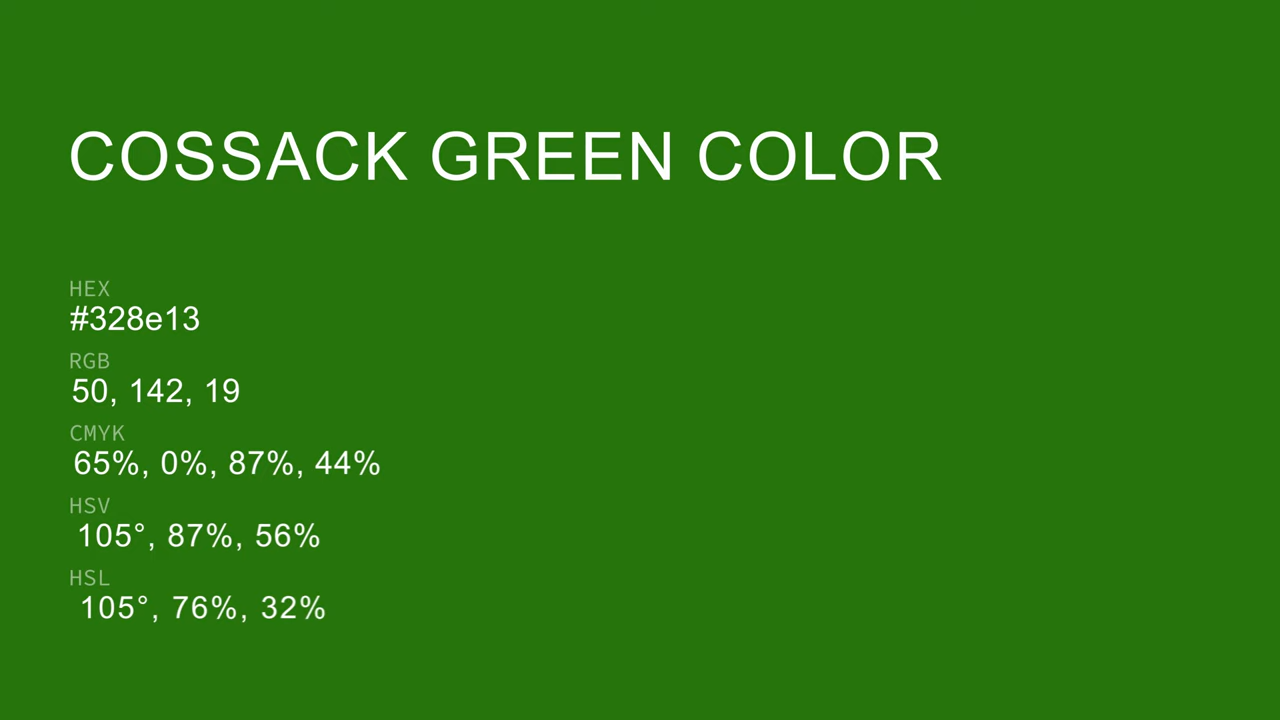 COSSACK GREEN COLOR
HEX
#328e13
RGB
50, 142, 19
CMYK
65%, 0%, 87%, 44%
HSV
105°, 87%, 56%
HSL
105°, 76%, 32%